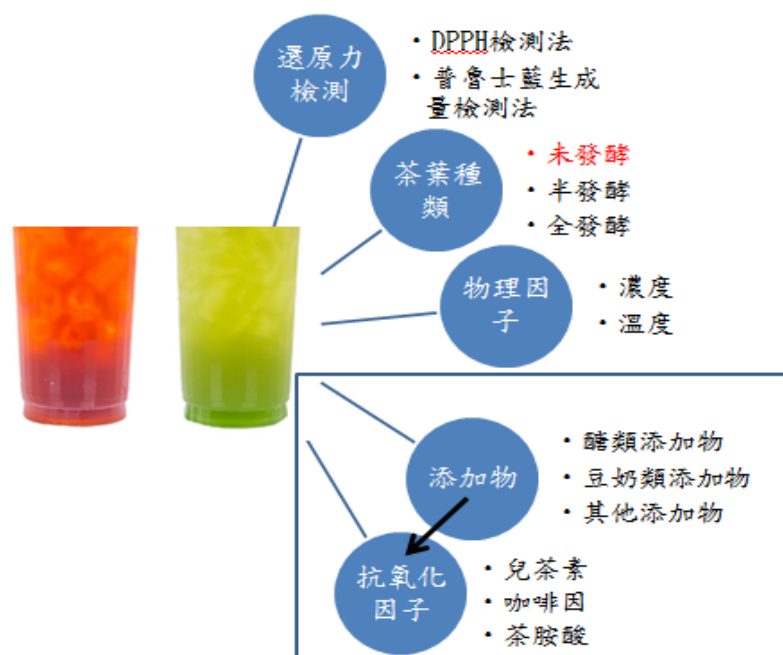 還原力
檢測
・DPPH檢測法
・普魯士藍生成
量檢測法
茶葉種
類
・未發酵
・半發酵
・全發酵
物理因
子
・濃度
・溫度
添加物
・醣類添加物
・豆奶類添加物
・其他添加物
抗氧化
因子
・兒茶素
・咖啡因
・茶胺酸